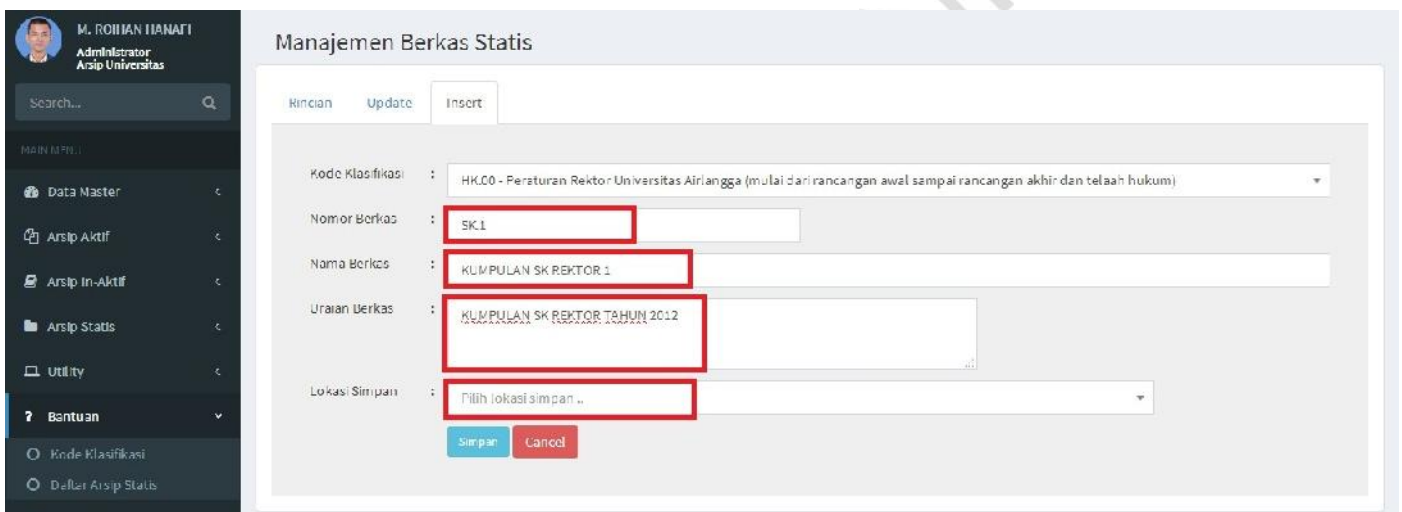 M. ROIHAN HANAFI
Administrator
Arsip Universitas
Search...
MAIN MENU
Data Master
Arsip Aktif
Arsip In-Aktif
Arsip Statis
Utility
? Bantuan
Kode Klasifikasi
Daftar Arsip Statis
Manajemen Berkas Statis
Rincian Update Insert
Kode Klasifikasi : HK.00 - Peraturan Rektor Universitas Airlangga (mulai dari rancangan awal sampai rancangan akhir dan telaah hukum)
Nomor Berkas : SK.1
Nama Berkas : KUMPULAN SK REKTOR 1
Uraian Berkas : KUMPULAN SK REKTOR TAHUN 2012
Lokasi Simpan : Pilih lokasi simpan ..
Simpan Cancel